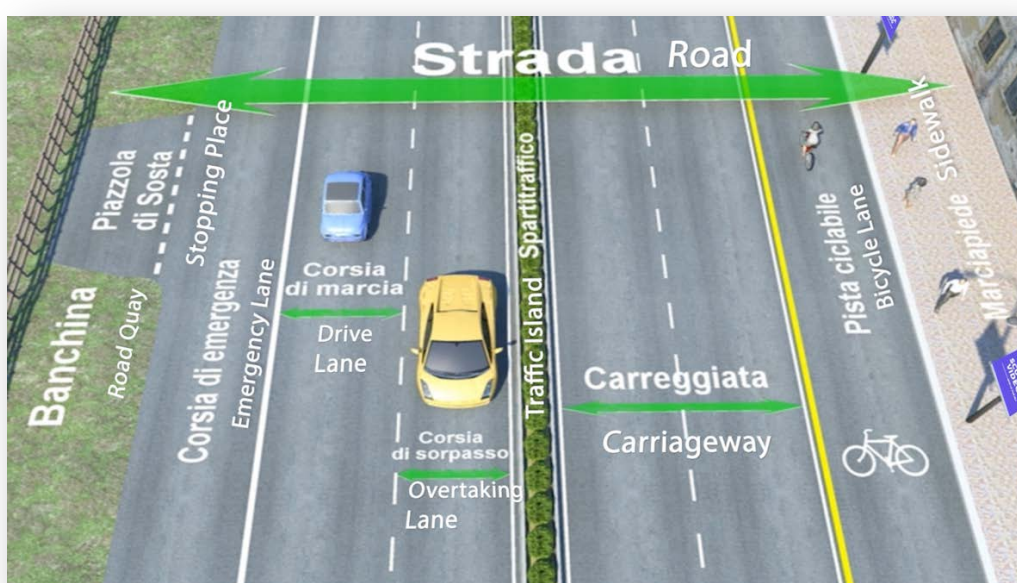 Strada Road
Piazzola
di Sosta
Stopping Place
Banchina
Road Quay
Corsia di emergenza
Emergency Lane
Corsia
di marcia
Drive
Lane
Corsia
di sorpasso
Overtaking
Lane
Traffic Island Spartitraffico
Carreggiata
Carriageway
Pista ciclabile
Bicycle Lane
Marciapiede
Sidewalk